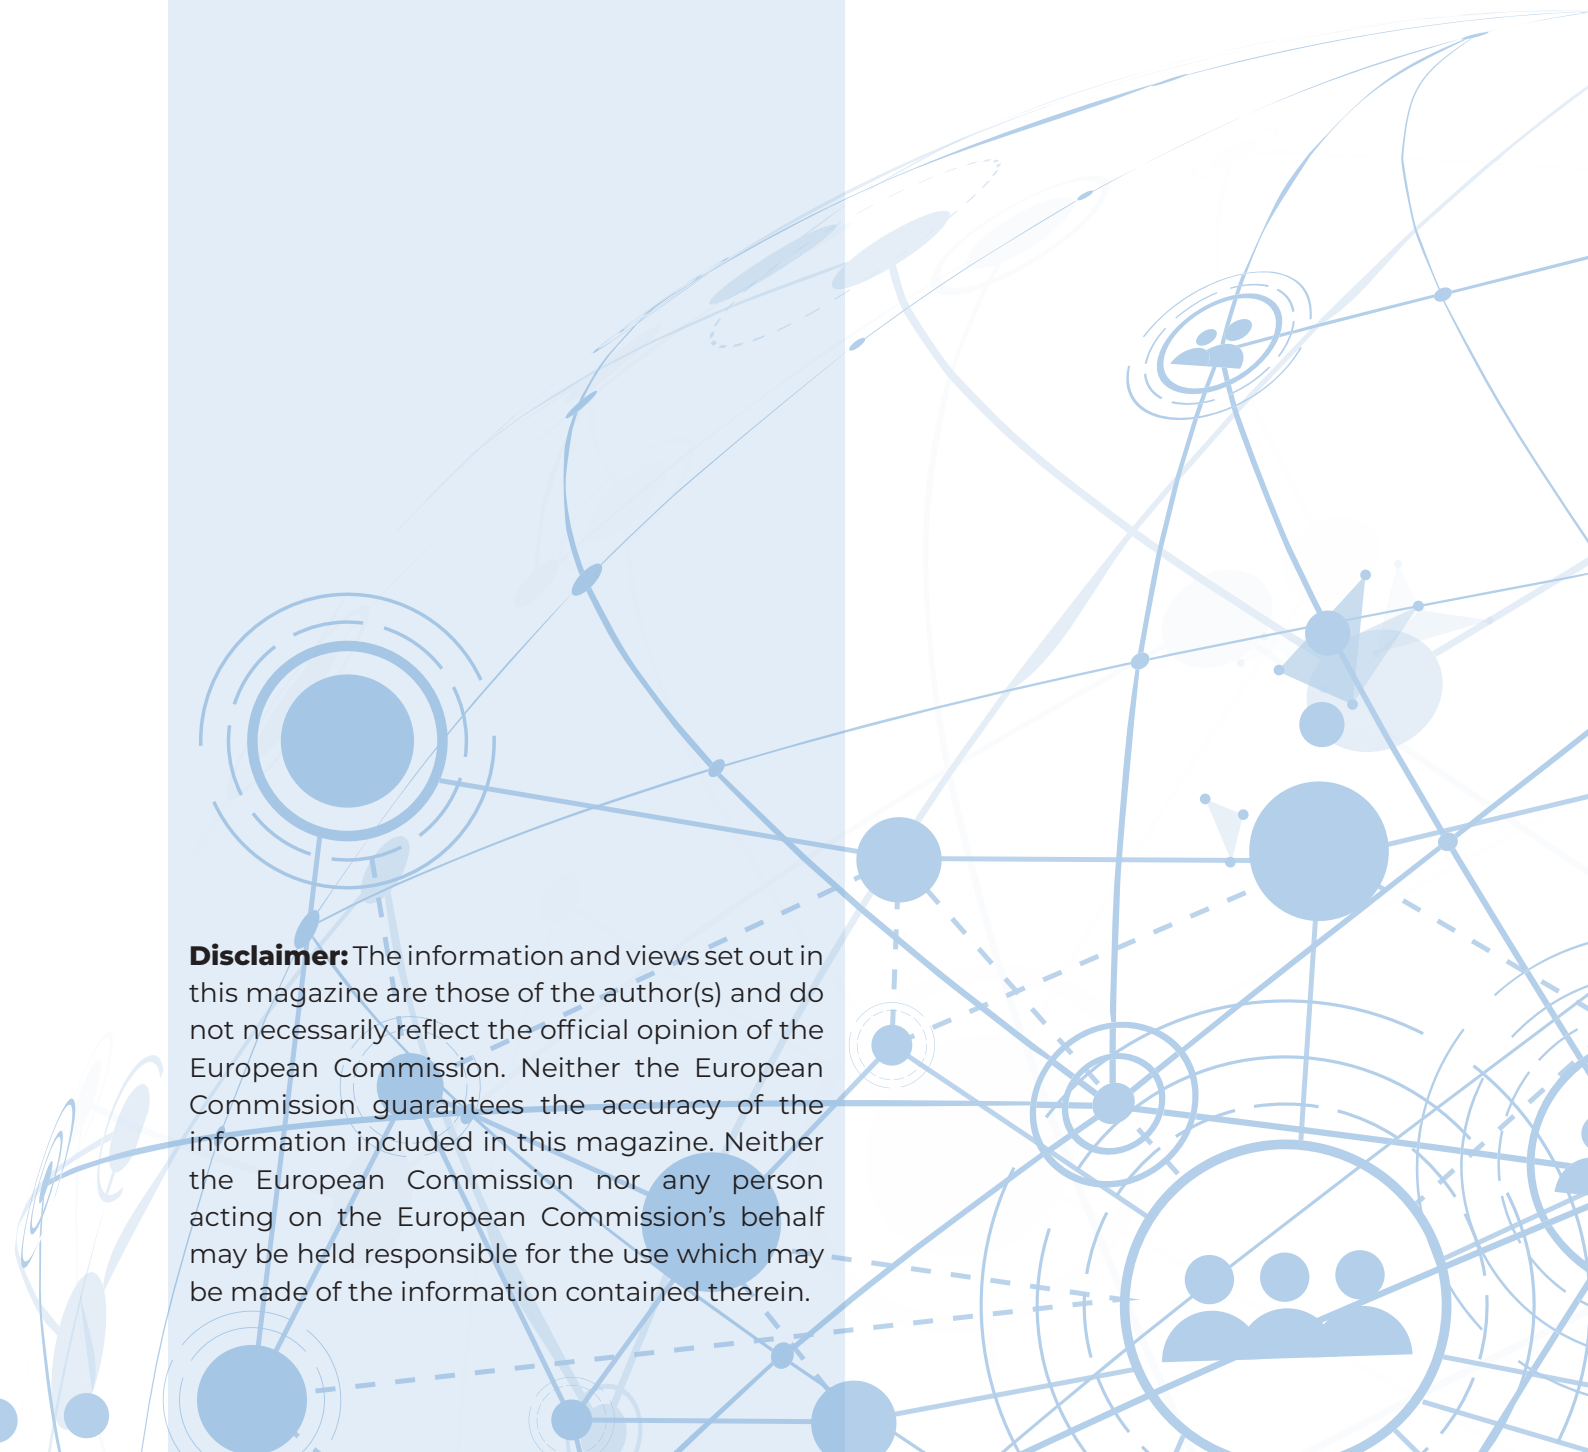 Disclaimer: The information and views set out in
this magazine are those of the author(s) and do
not necessarily reflect the official opinion of the
European Commission. Neither the European
Commission guarantees the accuracy of the
information included in this magazine. Neither
the European Commission nor any person
acting on the European Commission’s behalf
may be held responsible for the use which may
be made of the information contained therein.